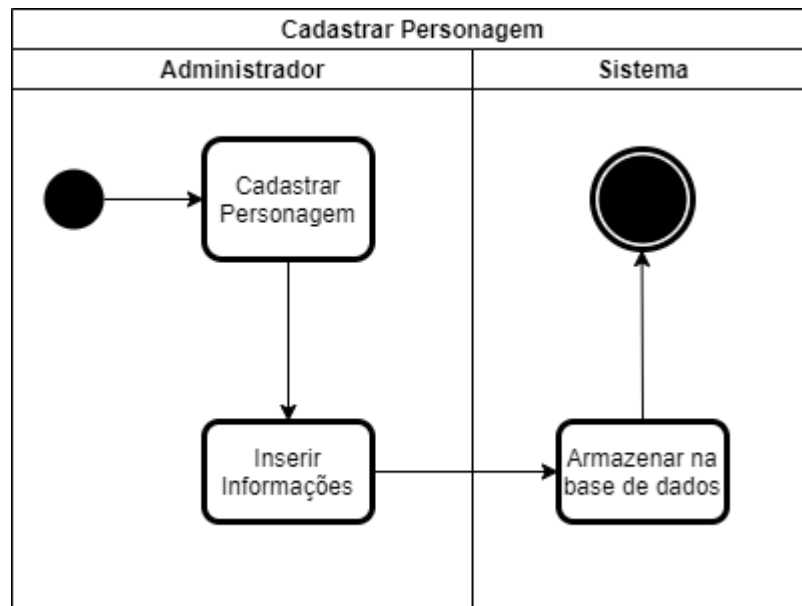 Cadastrar Personagem
Administrador
Sistema
Cadastrar
Personagem
Inserir
Informações
Armazenar na
base de dados